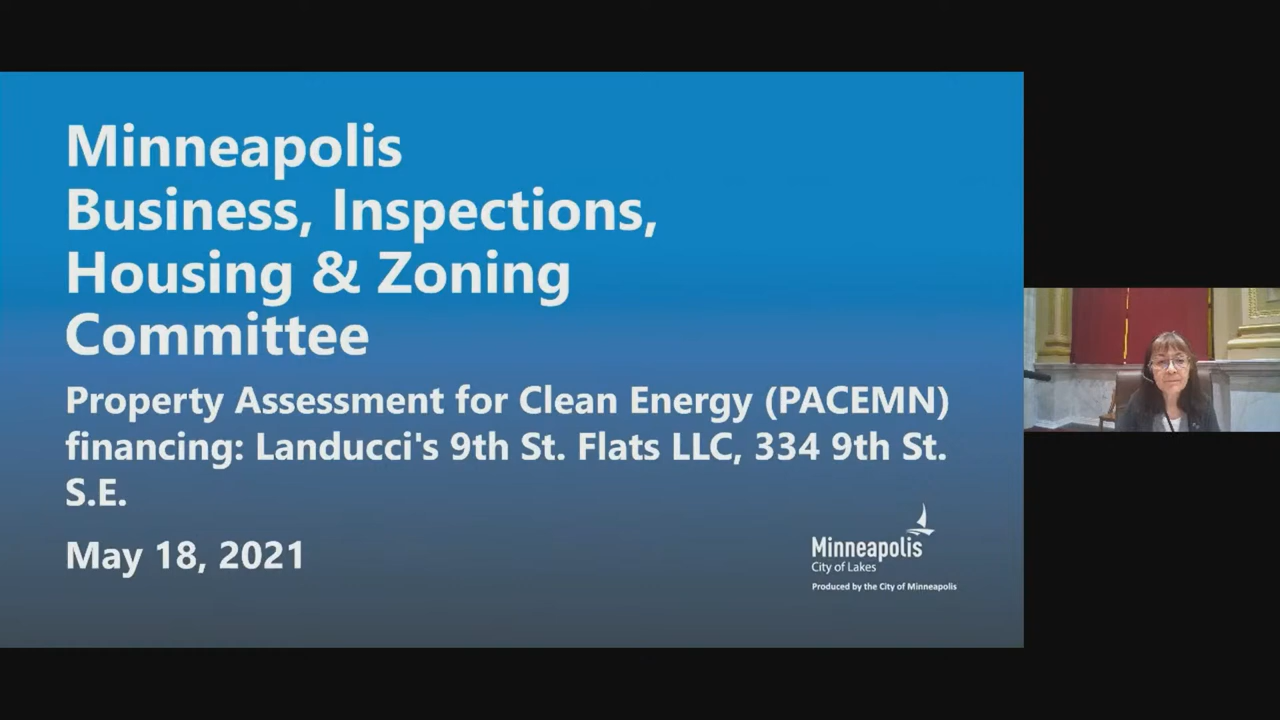 Minneapolis
Business, Inspections,
Housing & Zoning
Committee
Property Assessment for Clean Energy (PACEMN)
financing: Landucci's 9th St. Flats LLC, 334 9th St.
S.E.
May 18, 2021
Minneapolis
City of Lakes
Produced by the City of Minneapolis